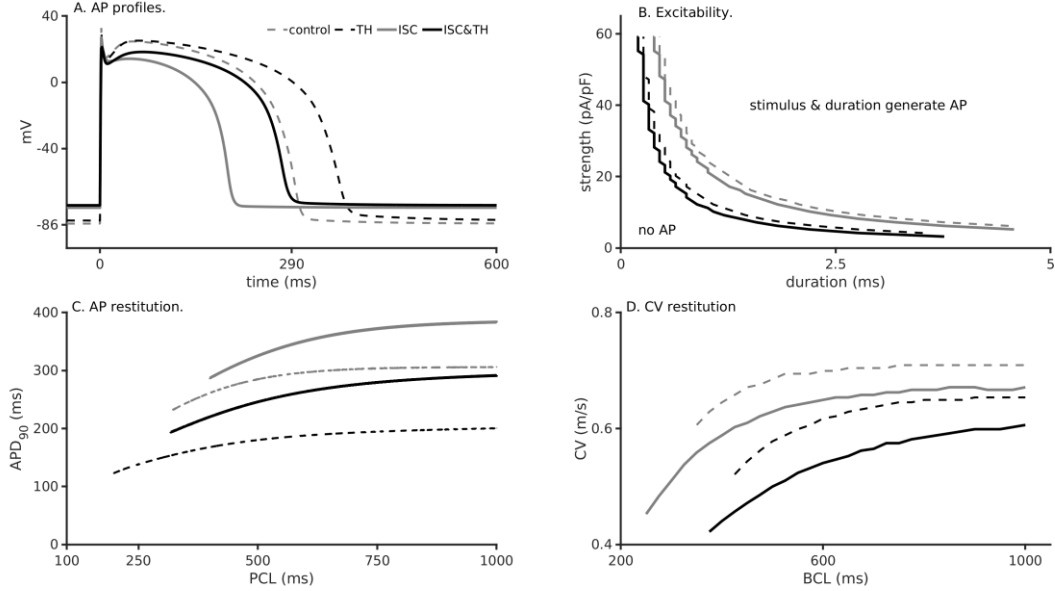 A. AP profiles.
control TH ISC ISC&TH
40
0
-40
-86
mV
0 290 600
time (ms)
B. Excitability.
60
40
20
0
strength (pA/pF)
stimulus & duration generate AP
no AP
0 2.5 5
duration (ms)
C. AP restitution.
400
300
200
100
0
APD90 (ms)
100 250 500 750 1000
PCL (ms)
D. CV restitution
0.8
0.6
0.4
CV (m/s)
200 600 1000
BCL (ms)